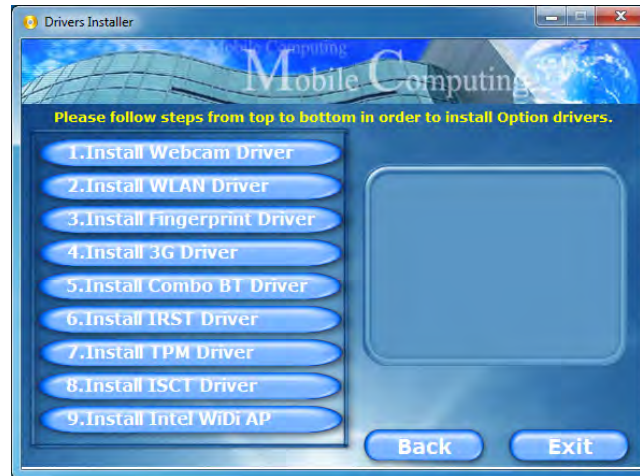 Drivers Installer
Mobile Computing
Mobile Computing
Please follow steps from top to bottom in order to install Option drivers.
1.Install Webcam Driver
2.Install WLAN Driver
3.Install Fingerprint Driver
4.Install 3G Driver
5.Install Combo BT Driver
6.Install IRST Driver
7.Install TPM Driver
8.Install ISCT Driver
9.Install Intel WiDi AP
Back
Exit